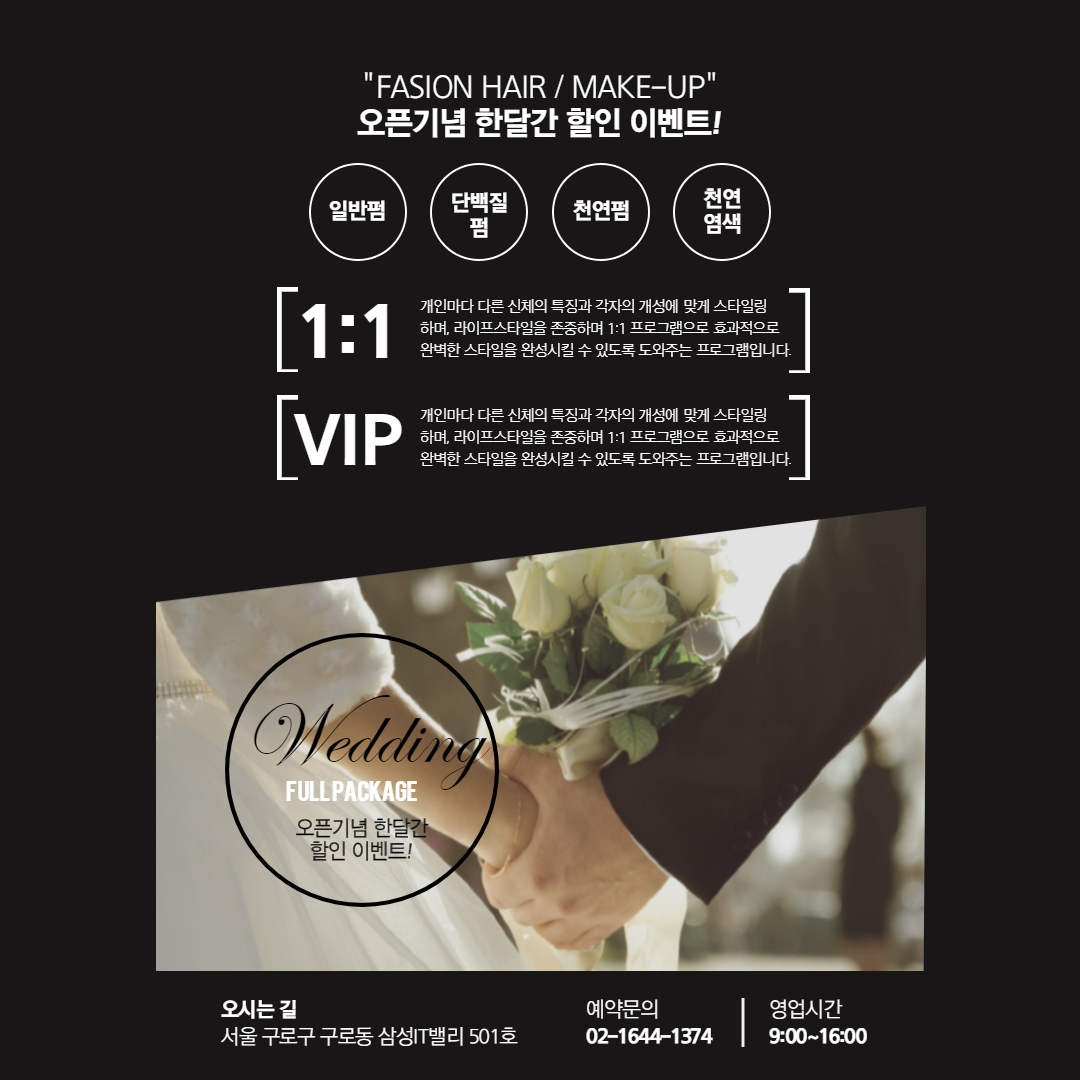 "FASION HAIR / MAKE-UP"
오픈기념 한달간 할인 이벤트!
일반펌
단백질
펌
천연펌
천연
염색
1:1
개인마다 다른 신체의 특징과 각자의 개성에 맞게 스타일링
하며, 라이프스타일을 존중하며 1:1 프로그램으로 효과적으로
완벽한 스타일을 완성시킬 수 있도록 도와주는 프로그램입니다.
VIP
개인마다 다른 신체의 특징과 각자의 개성에 맞게 스타일링
하며, 라이프스타일을 존중하며 1:1 프로그램으로 효과적으로
완벽한 스타일을 완성시킬 수 있도록 도와주는 프로그램입니다.
Wedding
FULL PACKAGE
오픈기념 한달간
할인 이벤트!
오시는 길
서울 구로구 구로동 삼성IT밸리 501호
예약문의
02-1644-1374
영업시간
9:00~16:00